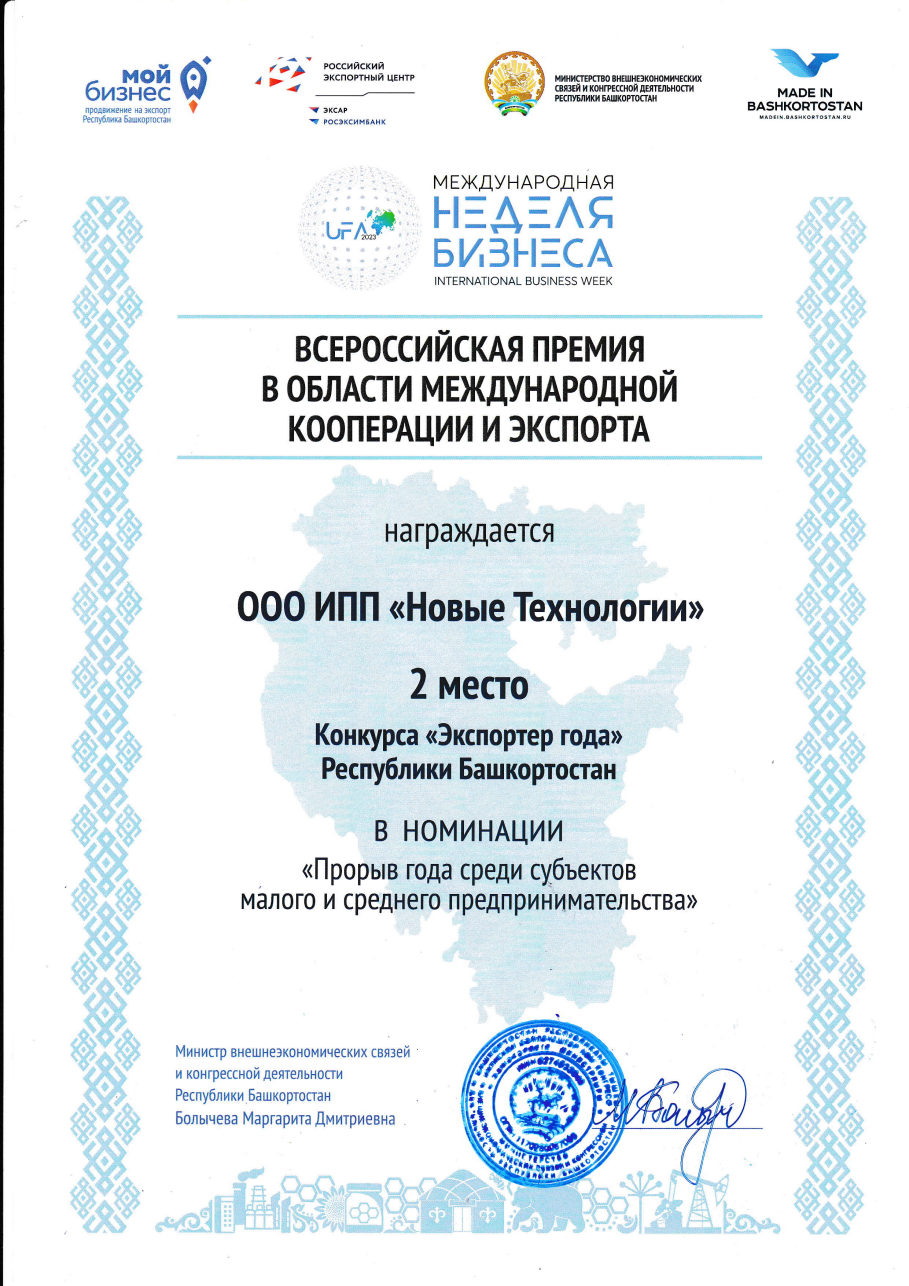 мой
бизнес
продвижение на экспорт
Республика Башкортостан
РОССИЙСКИЙ
ЭКСПОРТНЫЙ ЦЕНТР
ЭКСАР
РОСЭКСИМБАНК
МИНИСТЕРСТВО ВНЕШНЕЭКОНОМИЧЕСКИХ
СВЯЗЕЙ И КОНГРЕССНОЙ ДЕЯТЕЛЬНОСТИ
РЕСПУБЛИКИ БАШКОРТОСТАН
MADE IN
BASHKORTOSTAN
MADEIN.BASHKORTOSTAN.RU
UFA
2023
МЕЖДУНАРОДНАЯ
НЕДЕЛЯ
БИЗНЕСА
INTERNATIONAL BUSINESS WEEK
ВСЕРОССИЙСКАЯ ПРЕМИЯ
В ОБЛАСТИ МЕЖДУНАРОДНОЙ
КООПЕРАЦИИ И ЭКСПОРТА
награждается
ООО ИПП «Новые Технологии»
2 место
Конкурса «Экспортер года»
Республики Башкортостан
В НОМИНАЦИИ
«Прорыв года среди субъектов
малого и среднего предпринимательства»
Министр внешнеэкономических связей
и конгрессной деятельности
Республики Башкортостан
Болычева Маргарита Дмитриевна